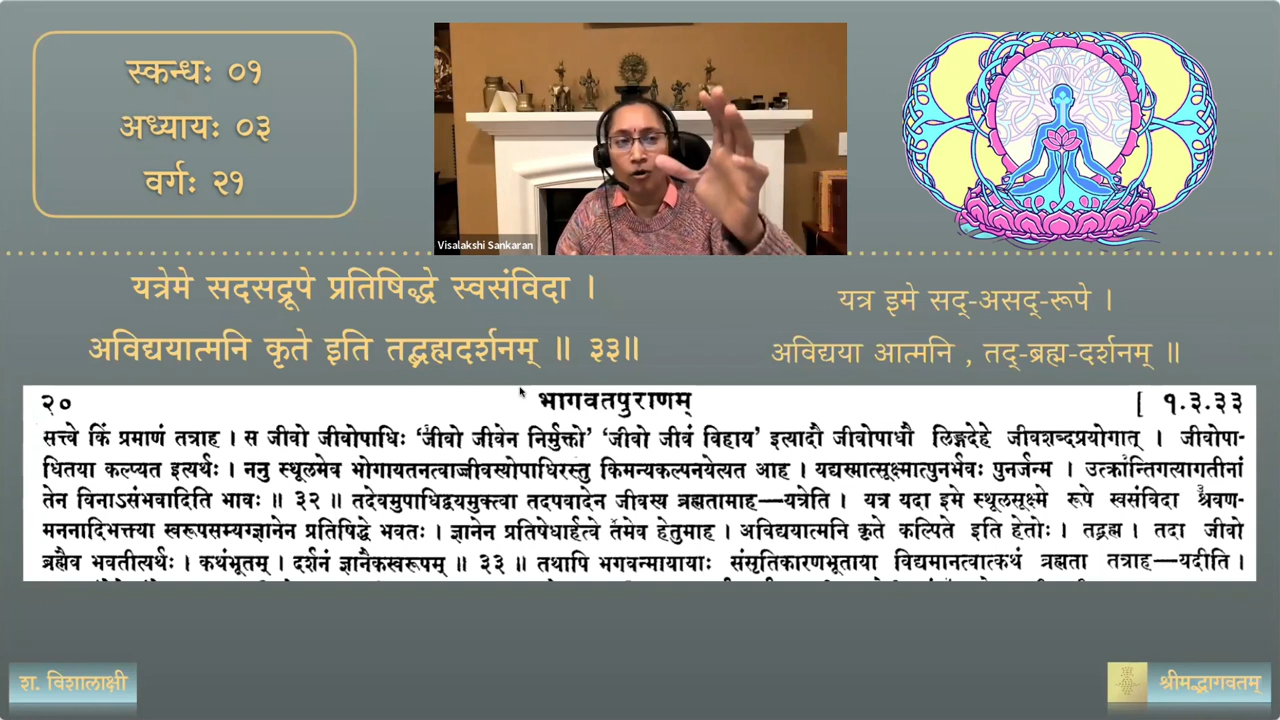 स्कन्धः ०१
अध्यायः ०३
वर्गः २१
Visalakshi Sankaran
यत्रेमे सदसद्रूपे प्रतिषिद्धे स्वसंविदा ।
अविद्ययात्मनि कृते इति तद्ब्रह्मदर्शनम् ॥ ३३॥
यत्र इमे सद्-असद्-रूपे ।
अविद्यया आत्मनि , तद्-ब्रह्म-दर्शनम् ॥
२० भागवतपुराणम् [ १.३.३३
सत्त्वे किं प्रमाणं तत्राह । स जीवो जीवोपाधिः ‘जीवो जीवेन निर्मुक्तो’ ‘जीवो जीवं विहाय’ इत्यादौ जीवोपाधौ लिङ्गदेहे जीवशब्दप्रयोगात् । जीवोपा-
धितया कल्प्यत इत्यर्थः । ननु स्थूलमेव भोगायतनत्वाज्जीवस्योपाधिरस्तु किमन्यकल्पनयेत्यत आह । यद्यस्मात्सूक्ष्मात्पुनर्भवः पुनर्जन्म । उत्क्रान्तिगत्यागतीनां
तेन विनाऽसंभवादिति भावः ॥ ३२ ॥ तदेवमुपाधिद्वयमुक्त्वा तदपवादेन जीवस्य ब्रह्मतामाह—यत्रेति । यत्र यदा इमे स्थूलसूक्ष्मे रूपे स्वसंविदा श्रवण-
मननादिभक्त्या स्वरूपसम्यग्ज्ञानेन प्रतिषिद्धे भवतः । ज्ञानेन प्रतिषेधार्हत्वे तमेव हेतुमाह । अविद्ययात्मनि कृते कल्पिते इति हेतोः । तद्ब्रह्म । तदा जीवो
ब्रह्मैव भवतीत्यर्थः । कथंभूतम् । दर्शनं ज्ञानैकस्वरूपम् ॥ ३३ ॥ तथापि भगवन्मायायाः संसृतिकारणभूताया विद्यमानत्वात्कथं ब्रह्मता तत्राह—यदीति ।
श. विशालाक्षी
श्रीमद्भागवतम्